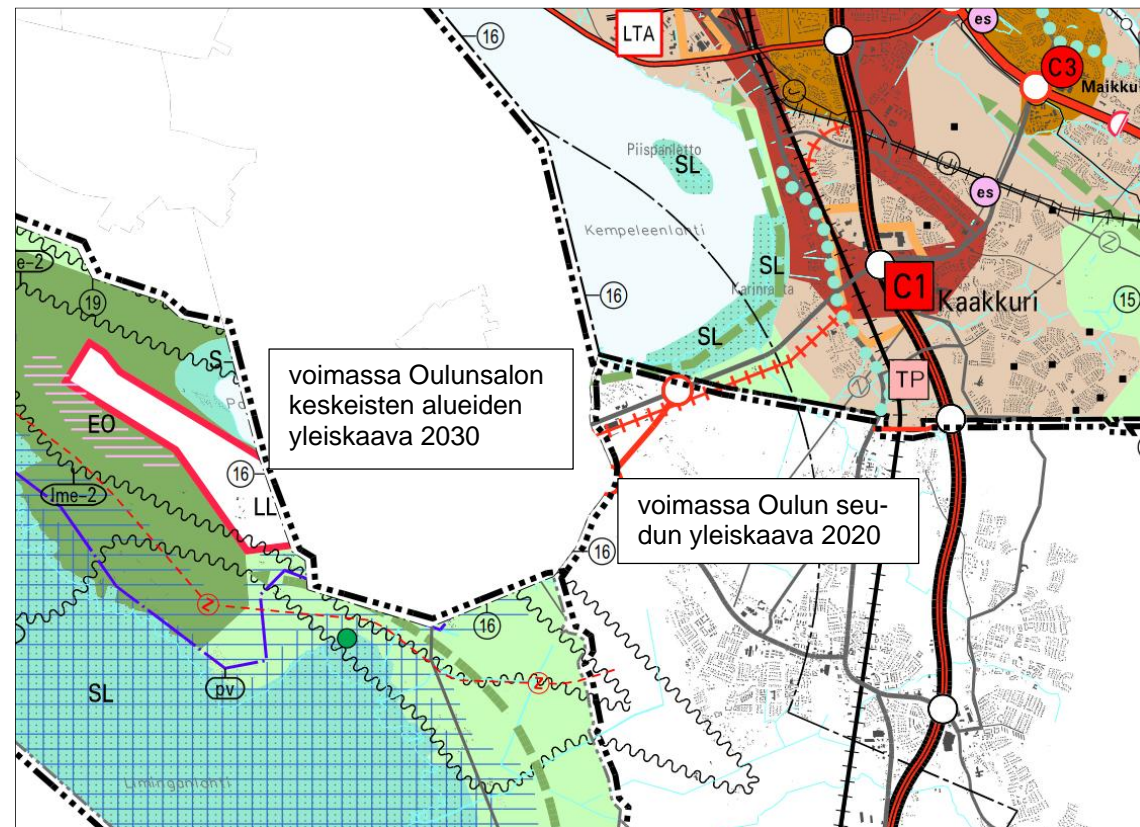 16
LTA
es
C3
Maikku
J
Piispanletto
SL
J
es
Kempeleenlahti
Z
e-2
19
SL
Karinranta
C1
Kaakkuri
15
16
S-
voimassa Oulunsalon
keskeisten alueiden
yleiskaava 2030
SL
Z
TP
EO
16
lme-2
LL
voimassa Oulun seu-
dun yleiskaava 2020
16
Z
16
pv
Z
SL
Liminganlahti